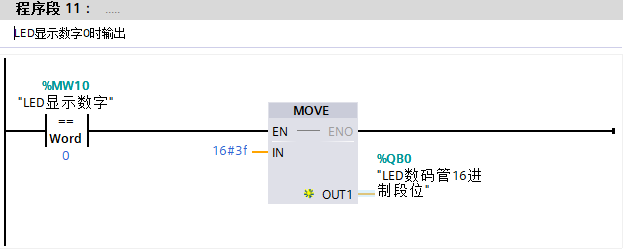 程序段 11： .....
LED显示数字0时输出
%MW10
"LED显示数字"
==
Word
0
MOVE
EN
ENO
16#3f
IN
%QB0
"LED数码管16进
制段位"
OUT1